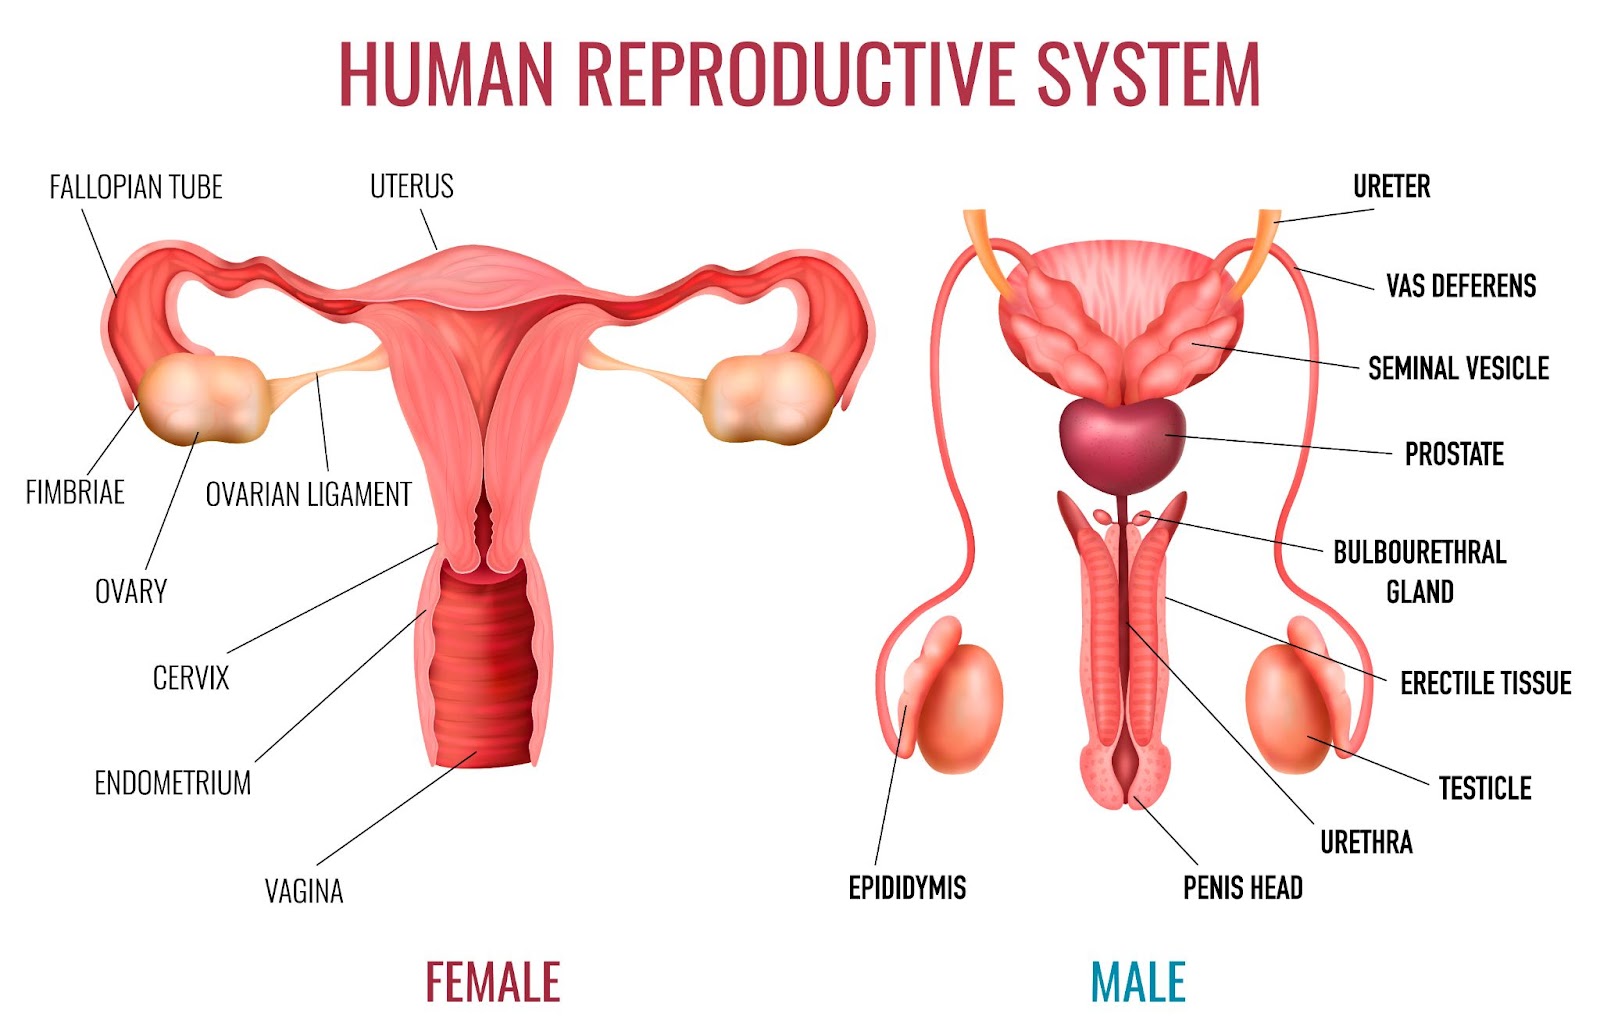 HUMAN REPRODUCTIVE SYSTEM
FALLOPIAN TUBE
UTERUS
FIMBRIAE
OVARIAN LIGAMENT
OVARY
CERVIX
ENDOMETRIUM
VAGINA
FEMALE
URETER
VAS DEFERENS
SEMINAL VESICLE
PROSTATE
BULBOURETHRAL
GLAND
ERECTILE TISSUE
TESTICLE
URETHRA
EPIDIDYMIS
PENIS HEAD
MALE